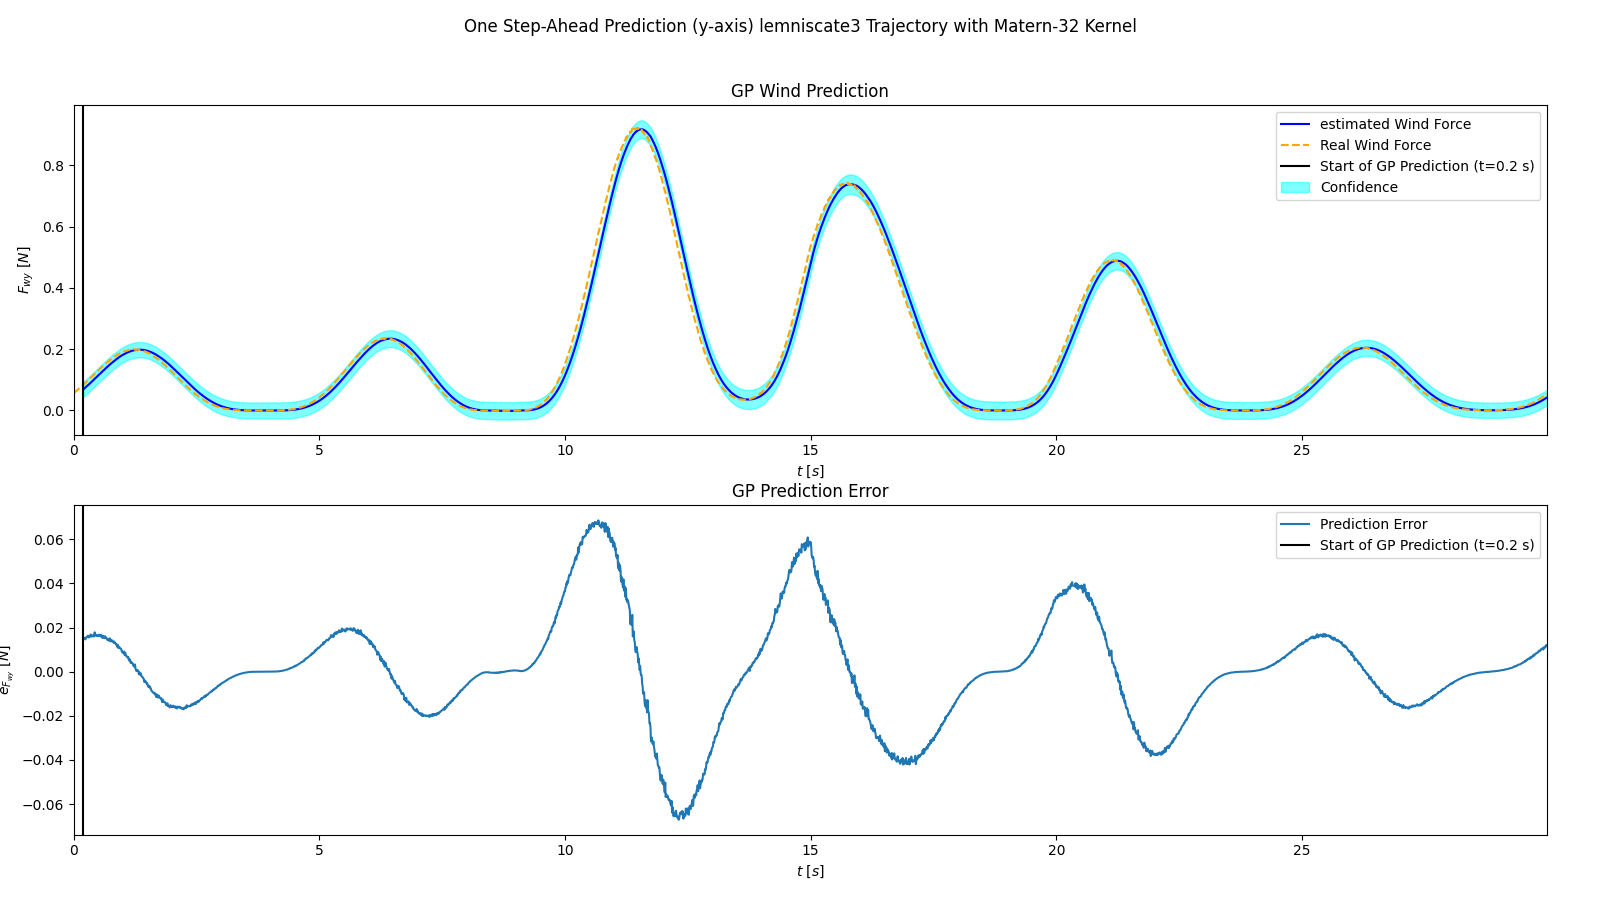 One Step-Ahead Prediction (y-axis) lemniscate3 Trajectory with Matern-32 Kernel
GP Wind Prediction
estimated Wind Force
Real Wind Force
Start of GP Prediction (t=0.2 s)
Confidence
F_wy [N]
0.8
0.6
0.4
0.2
0.0
0 5 10 15 20 25
t [s]
GP Prediction Error
Prediction Error
Start of GP Prediction (t=0.2 s)
e_F_wy [N]
0.06
0.04
0.02
0.00
−0.02
−0.04
−0.06
0 5 10 15 20 25
t [s]